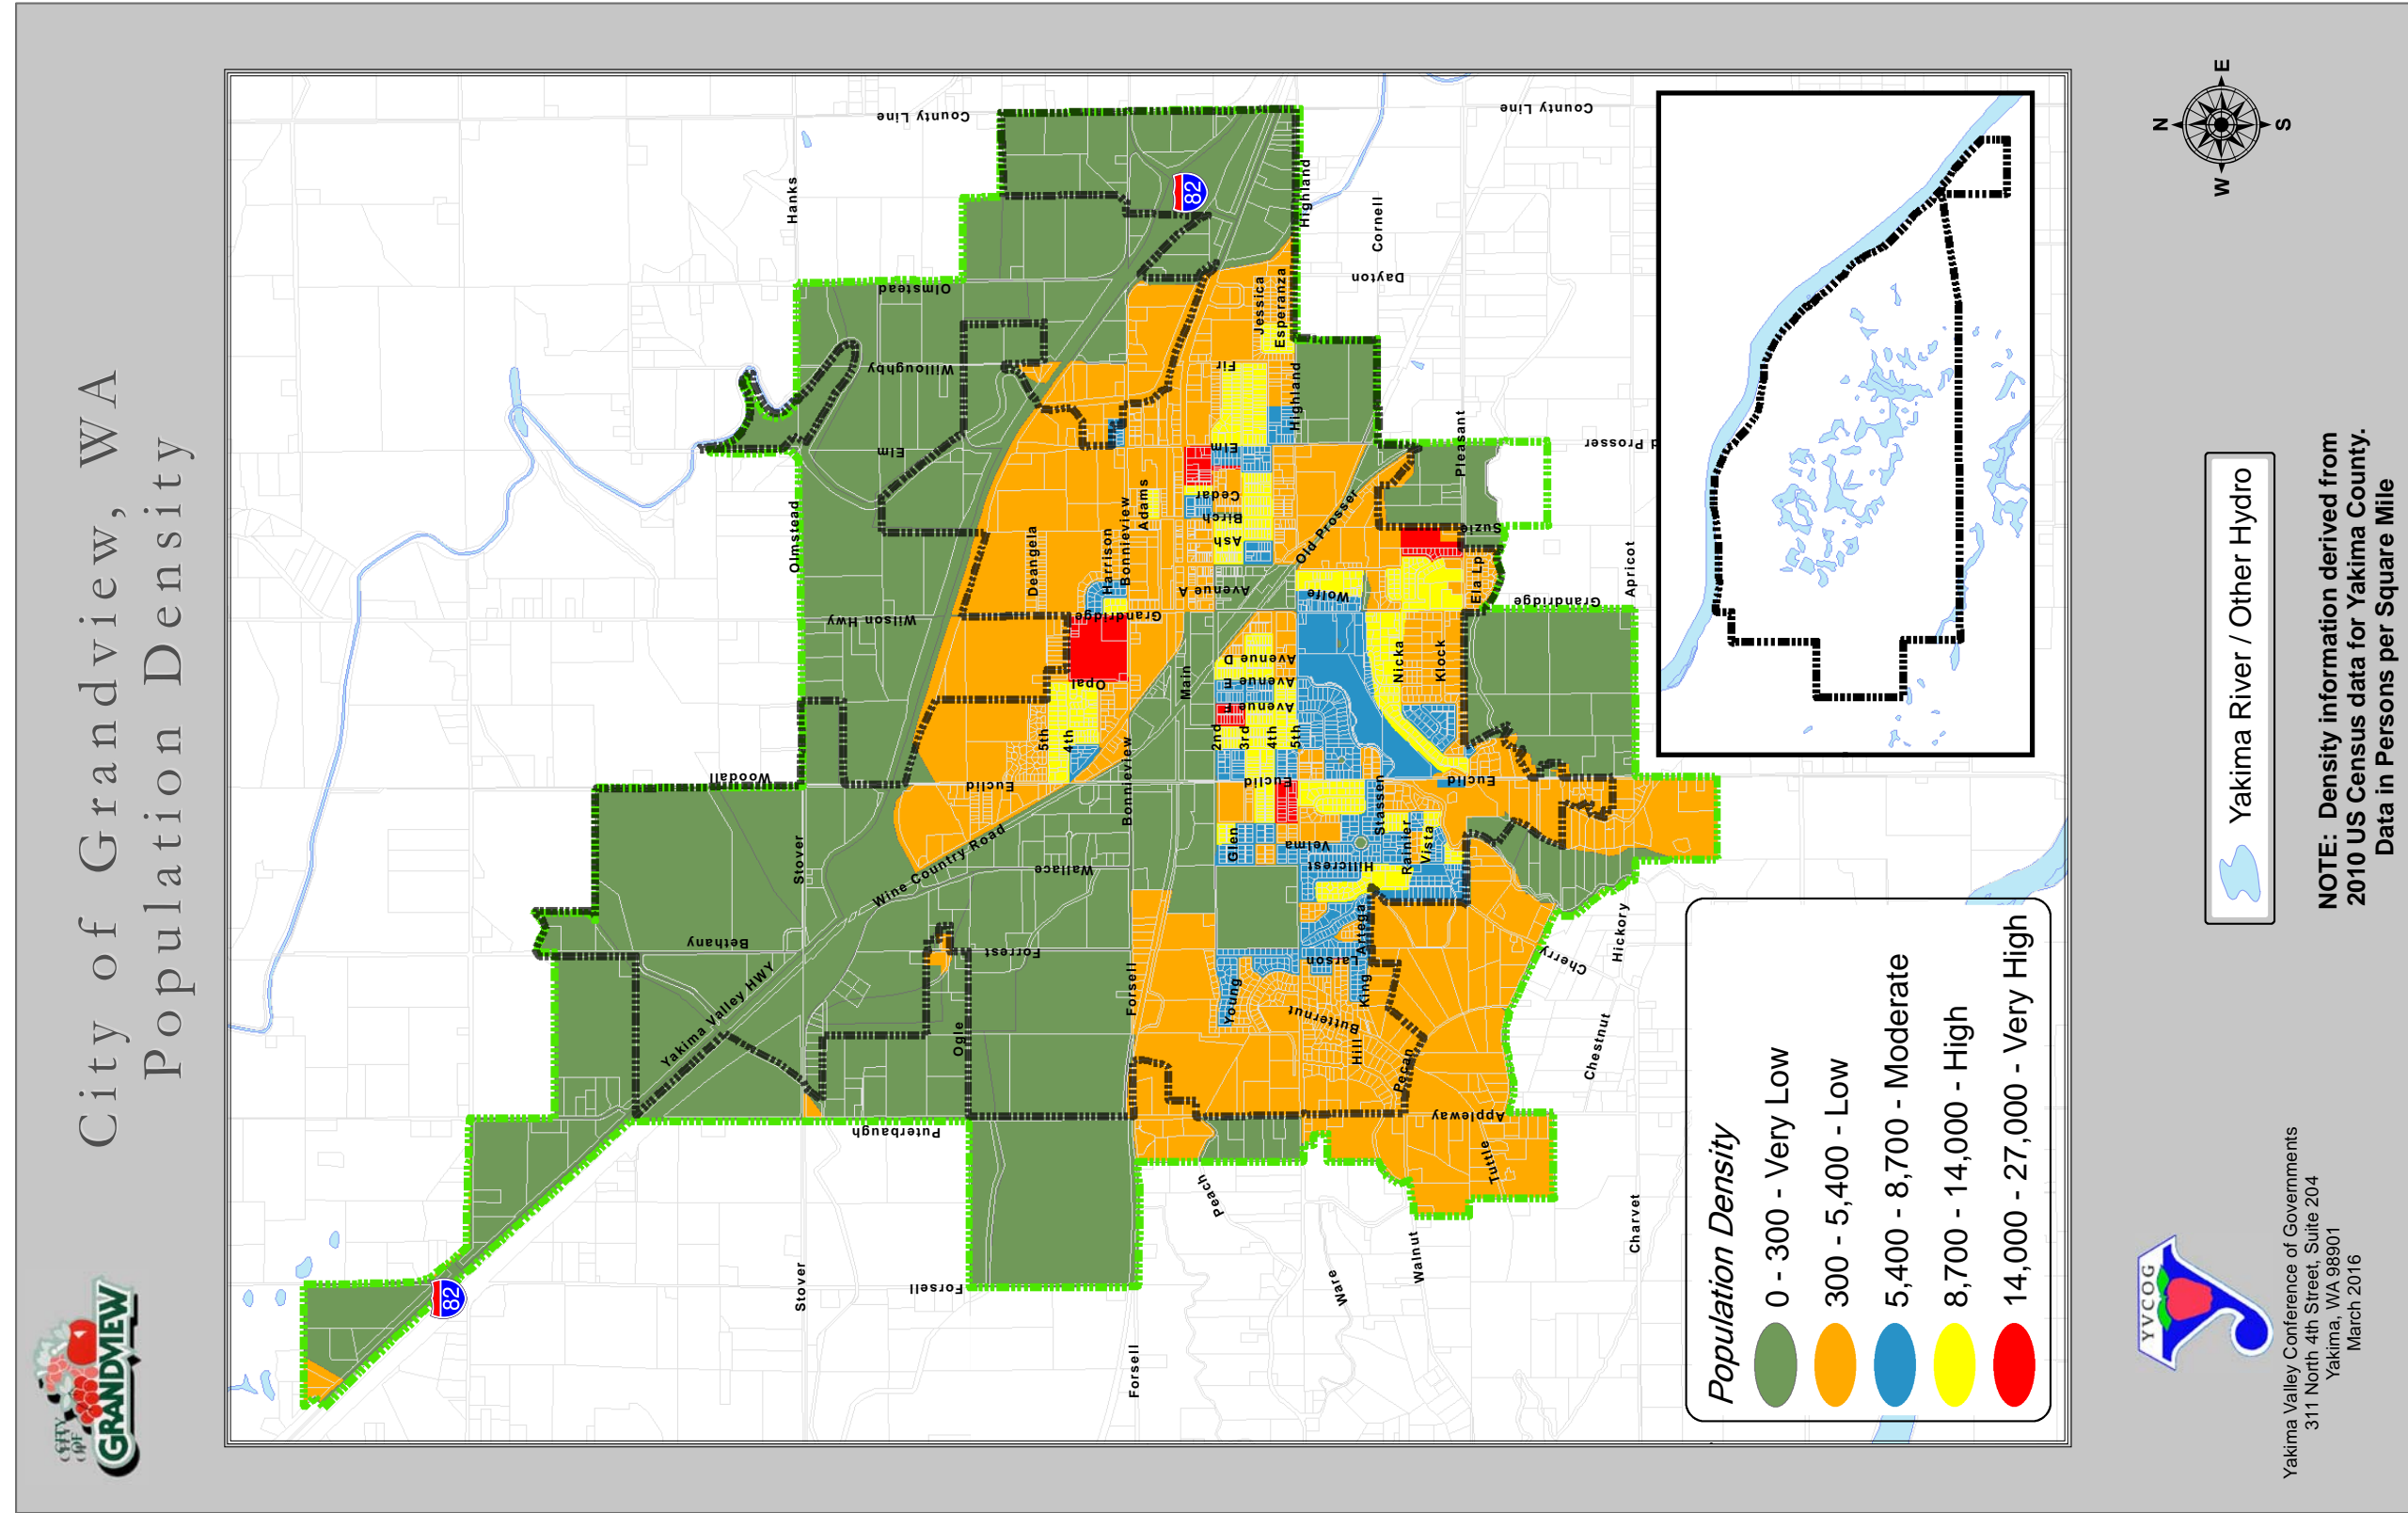 City of Grandview, WA
Population Density
CITY
OF
GRANDVIEW
82
82
County Line
County Line
Hanks
Highland
Cornell
Dayton
Olmstead
Jessica
Esperanza
Willoughby
Fir
Highland
Pleasant
d Prosser
Elm
Elm
Cedar
Birch
Ash
Adams
Bonnieview
Harrison
Deangela
Olmstead
Old Prosser
Suzie
Apricot
Ela Lp
Grandridge
Wilson Hwy
Grandridge
Avenue A
Wolfe
Avenue D
Avenue E
Avenue F
Nicka
Klock
Main
Opal
5th
4th
2nd
3rd
4th
5th
Woodall
Euclid
Bonnieview
Euclid
Euclid
Stassen
Stover
Wine Country Road
Wallace
Glen
Velma
Hillcrest
Rainier
Vista
Bethany
Forrest
Artega
Larson
King
Cherry
Hickory
Yakima Valley HWY
Ogle
Forsell
Young
Butternut
Hill
Pecan
Chestnut
Puterbaugh
Appleway
Tuttle
Peach
Stover
Forsell
Ware
Walnut
Charvet
Forsell
Population Density
0 - 300 - Very Low
300 - 5,400 - Low
5,400 - 8,700 - Moderate
8,700 - 14,000 - High
14,000 - 27,000 - Very High
N
W
E
S
Yakima River / Other Hydro
NOTE: Density information derived from
2010 US Census data for Yakima County.
Data in Persons per Square Mile
YVCOG
Yakima Valley Conference of Governments
311 North 4th Street, Suite 204
Yakima, WA 98901
March 2016